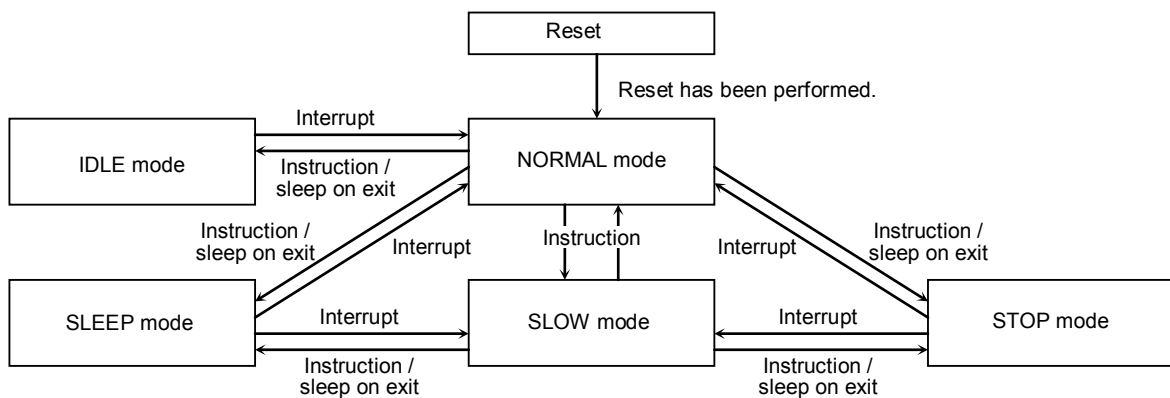 Reset
Reset has been performed.
Interrupt
IDLE mode
NORMAL mode
Instruction /
sleep on exit
Instruction /
sleep on exit
Interrupt
Instruction
Interrupt
Instruction /
sleep on exit
SLEEP mode
Interrupt
SLOW mode
Interrupt
STOP mode
Instruction /
sleep on exit
Instruction /
sleep on exit